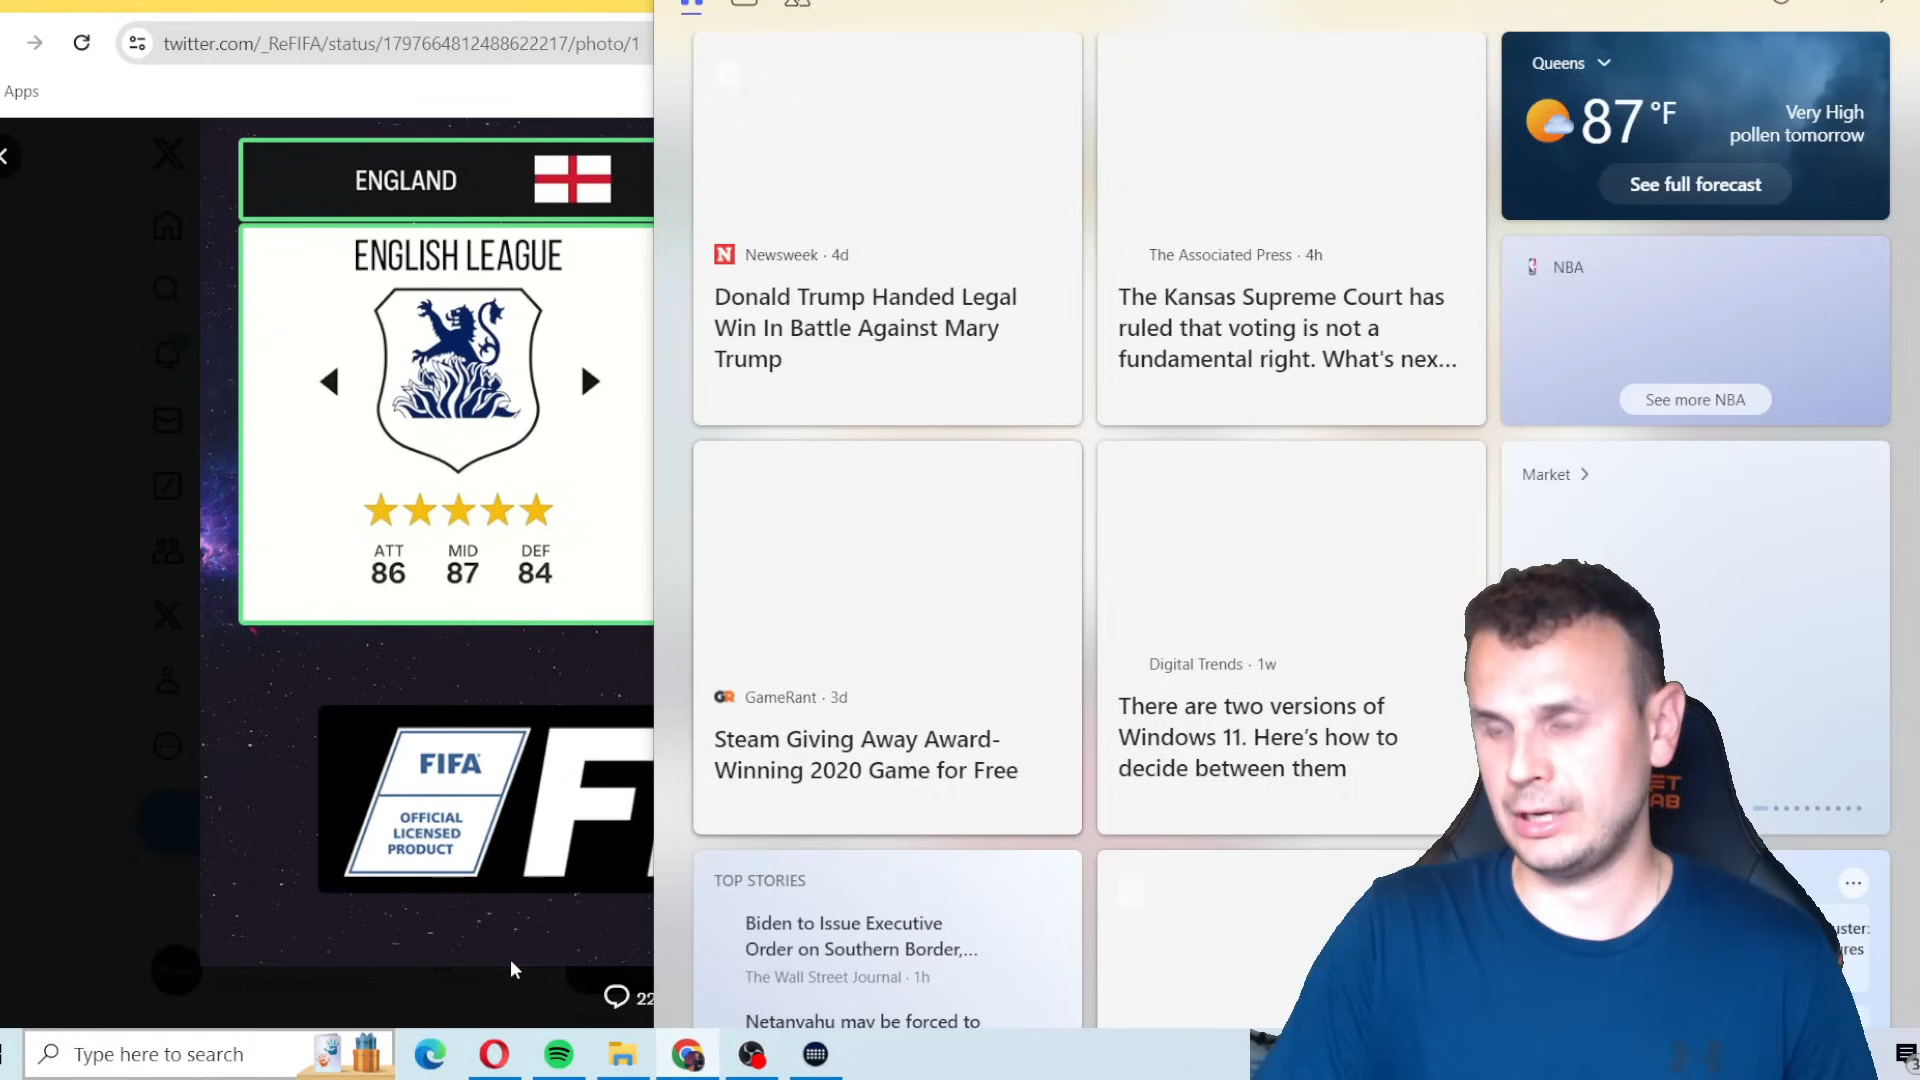 twitter.com/_ReFIFA/status/1797664812488622217/photo/1
Apps
ENGLAND
ENGLISH LEAGUE
ATT MID DEF
86 87 84
FIFA
OFFICIAL
LICENSED
PRODUCT
22
Newsweek · 4d
Donald Trump Handed Legal
Win In Battle Against Mary
Trump
The Associated Press · 4h
The Kansas Supreme Court has
ruled that voting is not a
fundamental right. What's nex...
Queens
87 °F
Very High
pollen tomorrow
See full forecast
NBA
See more NBA
Market
GameRant · 3d
Steam Giving Away Award-
Winning 2020 Game for Free
Digital Trends · 1w
There are two versions of
Windows 11. Here's how to
decide between them
TOP STORIES
Biden to Issue Executive
Order on Southern Border,...
The Wall Street Journal · 1h
Netanyahu may be forced to
Type here to search